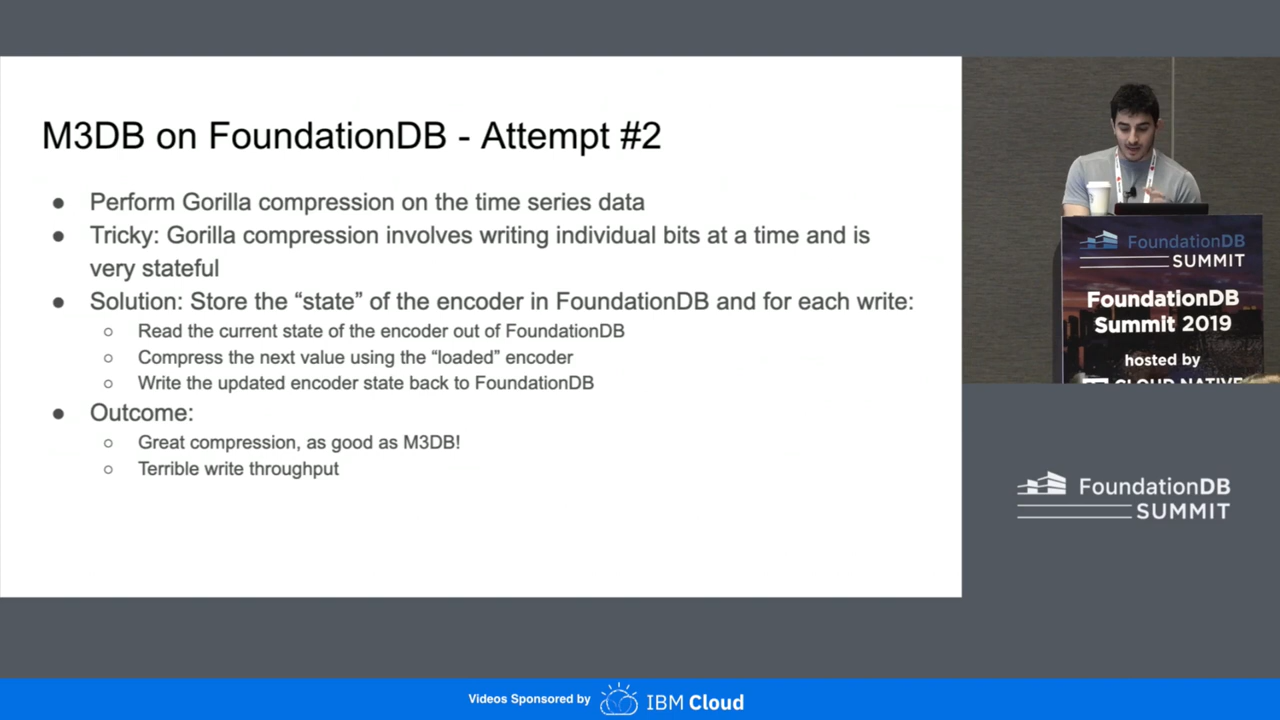 M3DB on FoundationDB - Attempt #2
● Perform Gorilla compression on the time series data
● Tricky: Gorilla compression involves writing individual bits at a time and is
very stateful
● Solution: Store the “state” of the encoder in FoundationDB and for each write:
○ Read the current state of the encoder out of FoundationDB
○ Compress the next value using the “loaded” encoder
○ Write the updated encoder state back to FoundationDB
● Outcome:
○ Great compression, as good as M3DB!
○ Terrible write throughput
FoundationDB
SUMMIT
FoundationDB
Summit 2019
hosted by
CLOUD NATIVE
FoundationDB
SUMMIT
Videos Sponsored by IBM Cloud